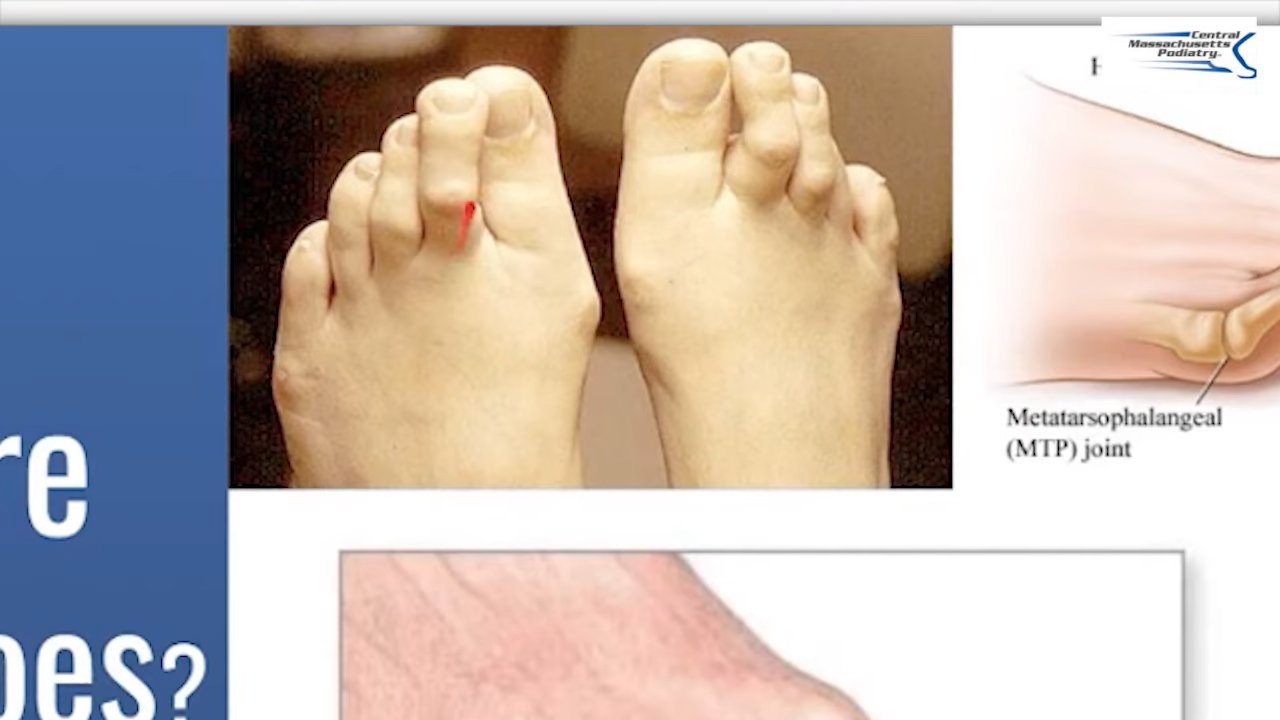 Central
Massachusetts
Podiatry
Metatarsophalangeal
(MTP) joint
re
oes?